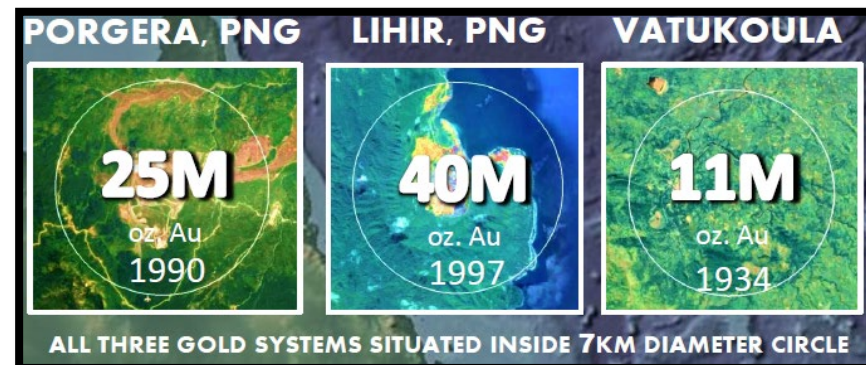 PORGERA, PNG
25M
oz. Au
1990
LIHIR, PNG
40M
oz. Au
1997
VATUKOULA
11M
oz. Au
1934
ALL THREE GOLD SYSTEMS SITUATED INSIDE 7KM DIAMETER CIRCLE